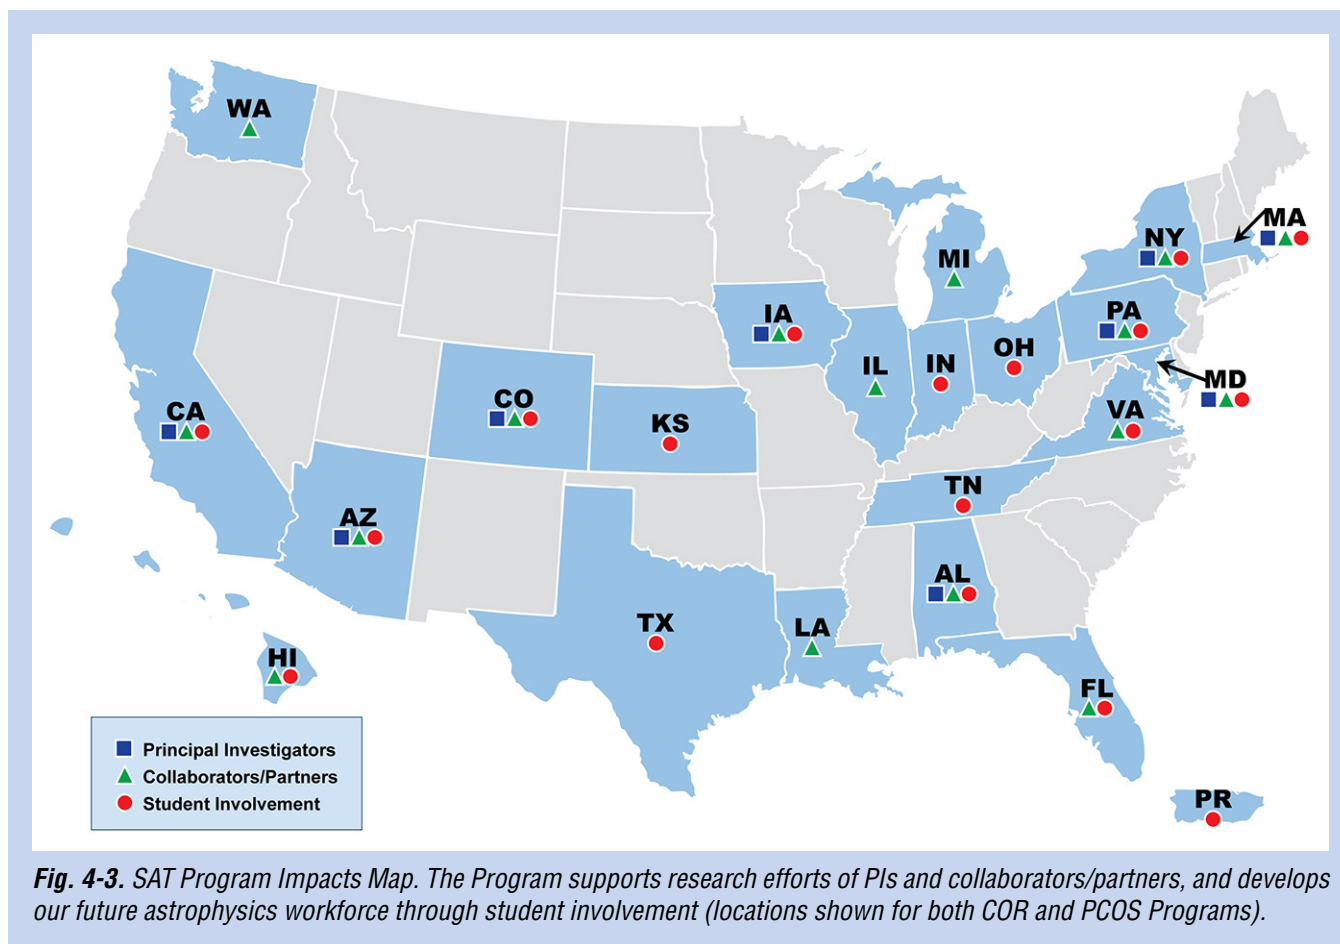 WA
MA
NY
MI
PA
IA
OH
IN
IL
MD
CO
CA
VA
KS
TN
AZ
AL
TX
LA
HI
FL
PR
Principal Investigators
Collaborators/Partners
Student Involvement
Fig. 4-3. SAT Program Impacts Map. The Program supports research efforts of PIs and collaborators/partners, and develops
our future astrophysics workforce through student involvement (locations shown for both COR and PCOS Programs).